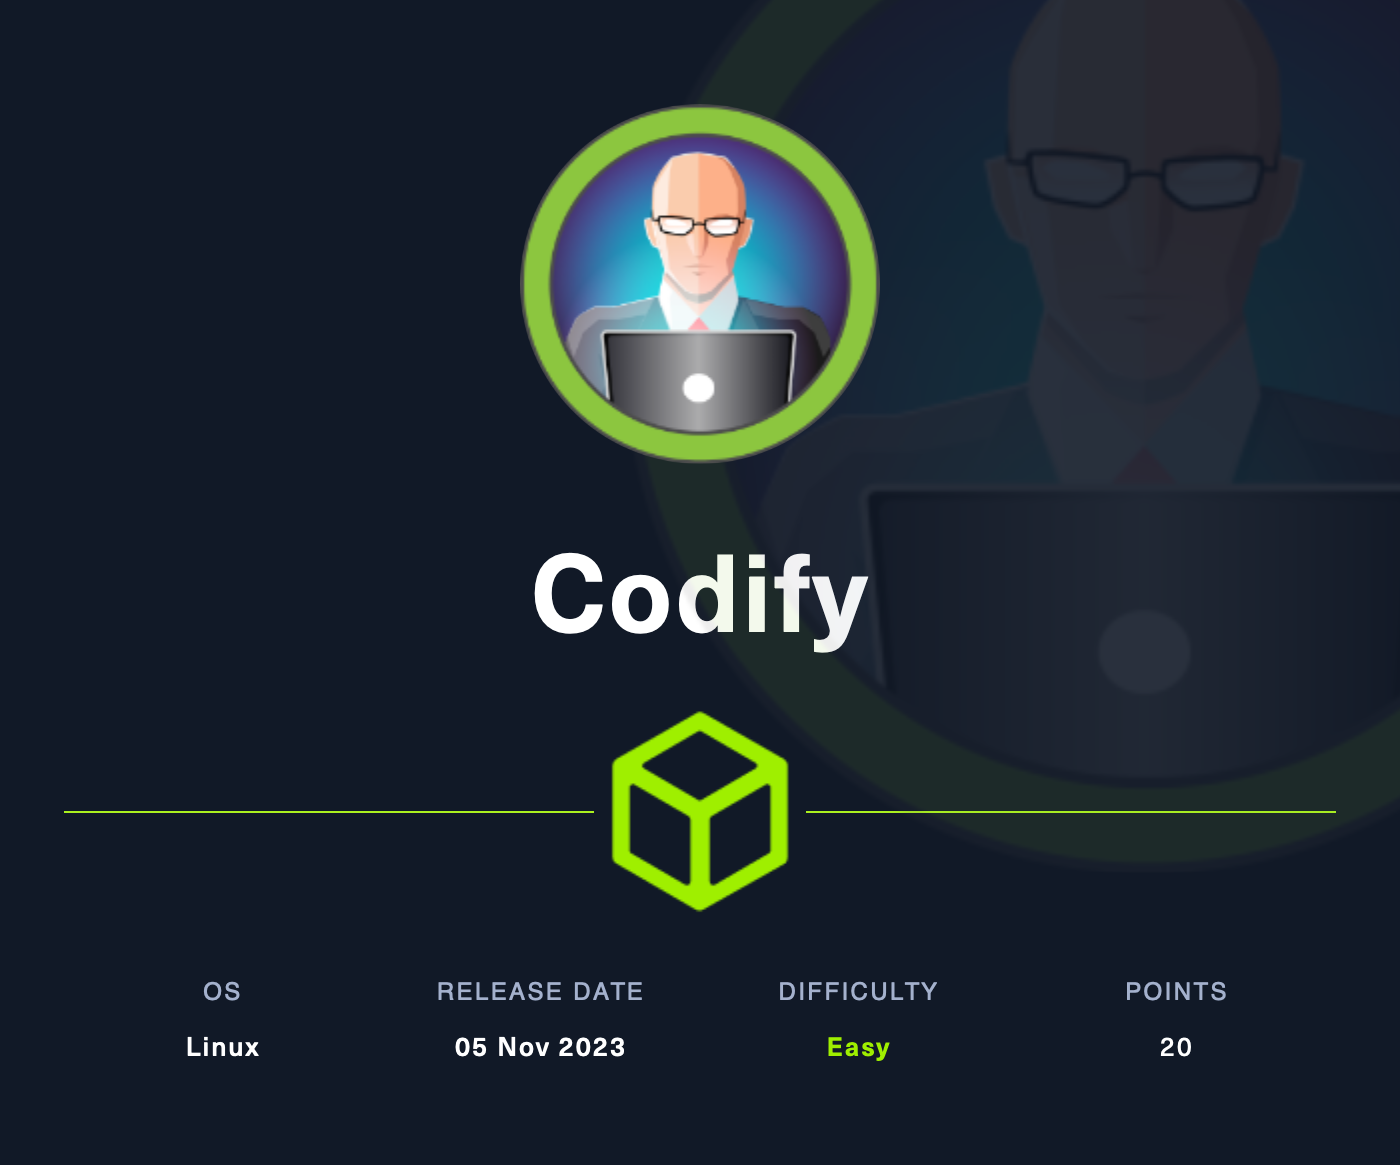 Codify
OS
RELEASE DATE
DIFFICULTY
POINTS
Linux
05 Nov 2023
Easy
20